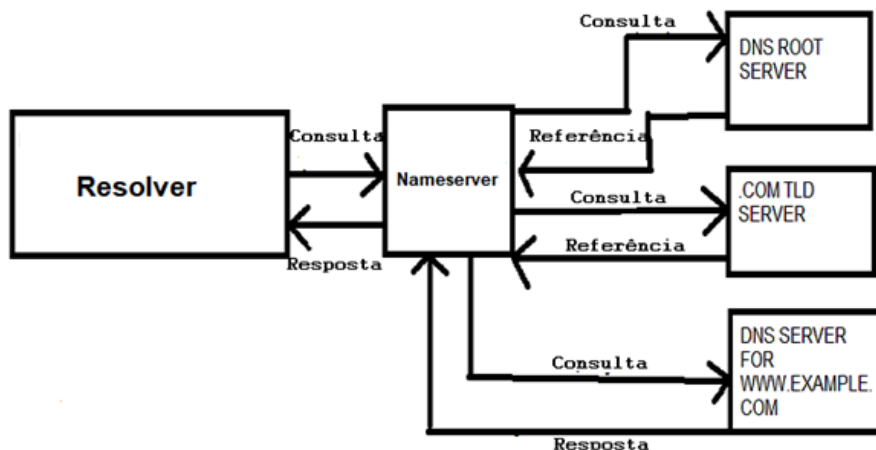 Consulta
DNS ROOT
SERVER
Consulta
Referência
Resolver
Nameserver
.COM TLD
SERVER
Consulta
Referência
Resposta
DNS SERVER
FOR
WWW.EXAMPLE.
COM
Consulta
Resposta